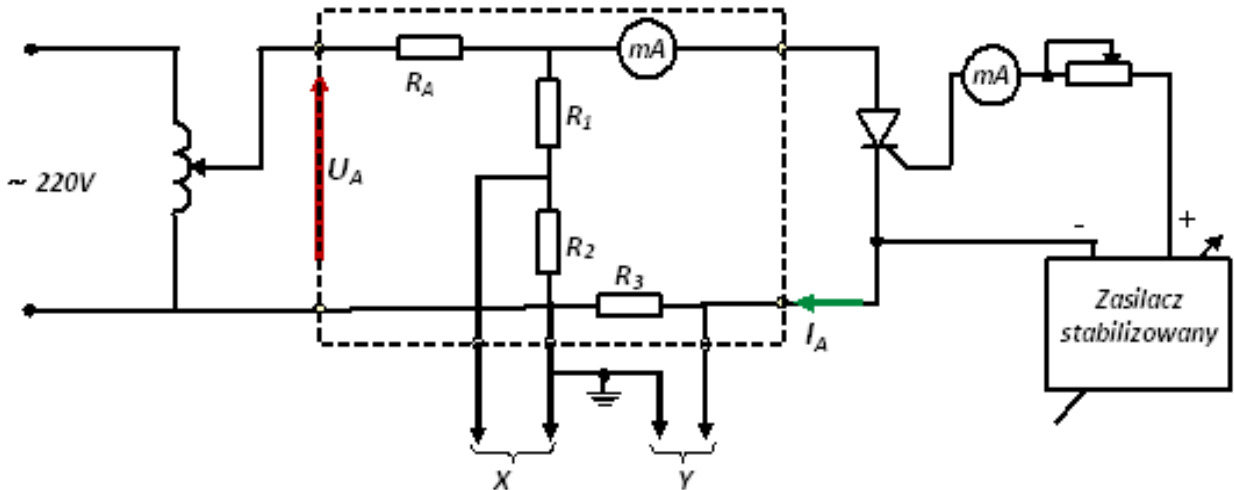 ~ 220V
U_A
R_A
mA
R_1
R_2
R_3
I_A
mA
-
+
Zasilacz
stabilizowany
X
Y